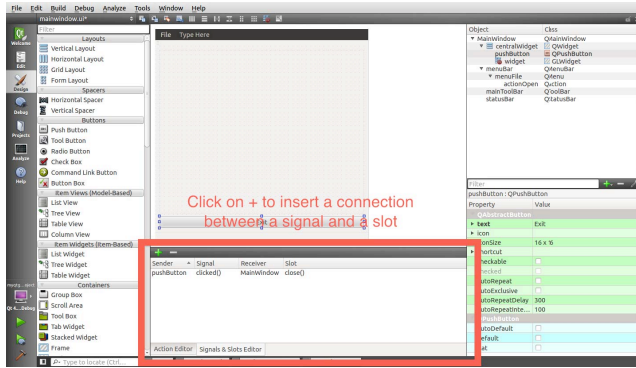 File Edit Build Debug Analyze Tools Window Help
mainwindow.ui*
Filter
Layouts
Vertical Layout
Horizontal Layout
Grid Layout
Form Layout
Spacers
Horizontal Spacer
Vertical Spacer
Buttons
Push Button
Tool Button
Radio Button
Check Box
Command Link Button
Button Box
Item Views (Model-Based)
List View
Tree View
Table View
Column View
Item Widgets (Item-Based)
List Widget
Tree Widget
Table Widget
Containers
Group Box
Scroll Area
Tool Box
Tab Widget
Stacked Widget
Frame
Welcome
Edit
Design
Debug
Projects
Analyze
Help
Debug
Type to locate (Ctrl...
File Type Here
Click on + to insert a connection
between a signal and a slot
Sender Signal Receiver Slot
pushButton clicked() MainWindow close()
Action Editor Signals & Slots Editor
Object Class
MainWindow QMainWindow
centralWidget QWidget
pushButton QPushButton
widget GLWidget
menuBar QMenuBar
menuFile QMenu
actionOpen QAction
mainToolBar QToolBar
statusBar QStatusBar
Filter
pushButton : QPushButton
Property Value
QAbstractButton
text Exit
icon
iconSize 16 x 16
shortcut
checkable
checked
autoRepeat
autoExclusive
autoRepeatDelay 300
autoRepeatInte... 100
QPushButton
autoDefault
default
flat